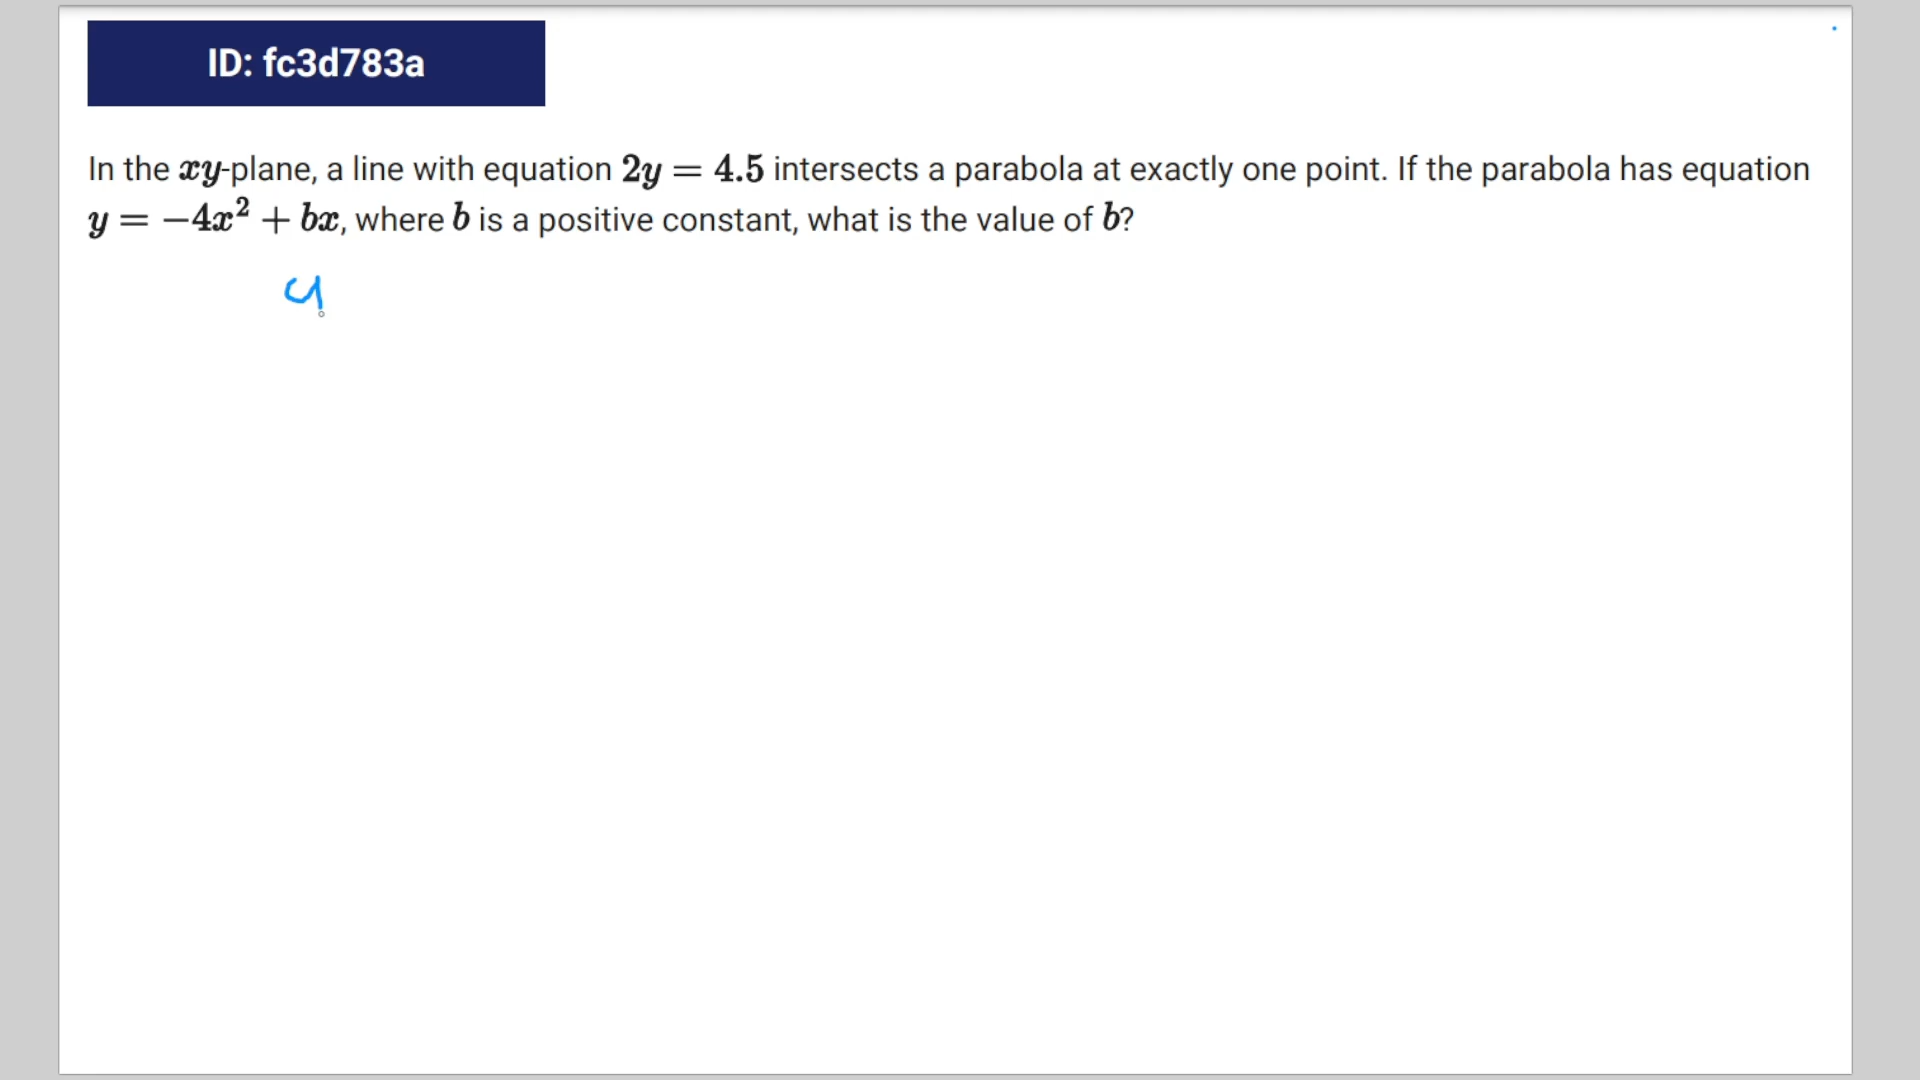 ID: fc3d783a
In the xy-plane, a line with equation 2y = 4.5 intersects a parabola at exactly one point. If the parabola has equation
y = −4x² + bx, where b is a positive constant, what is the value of b?
y